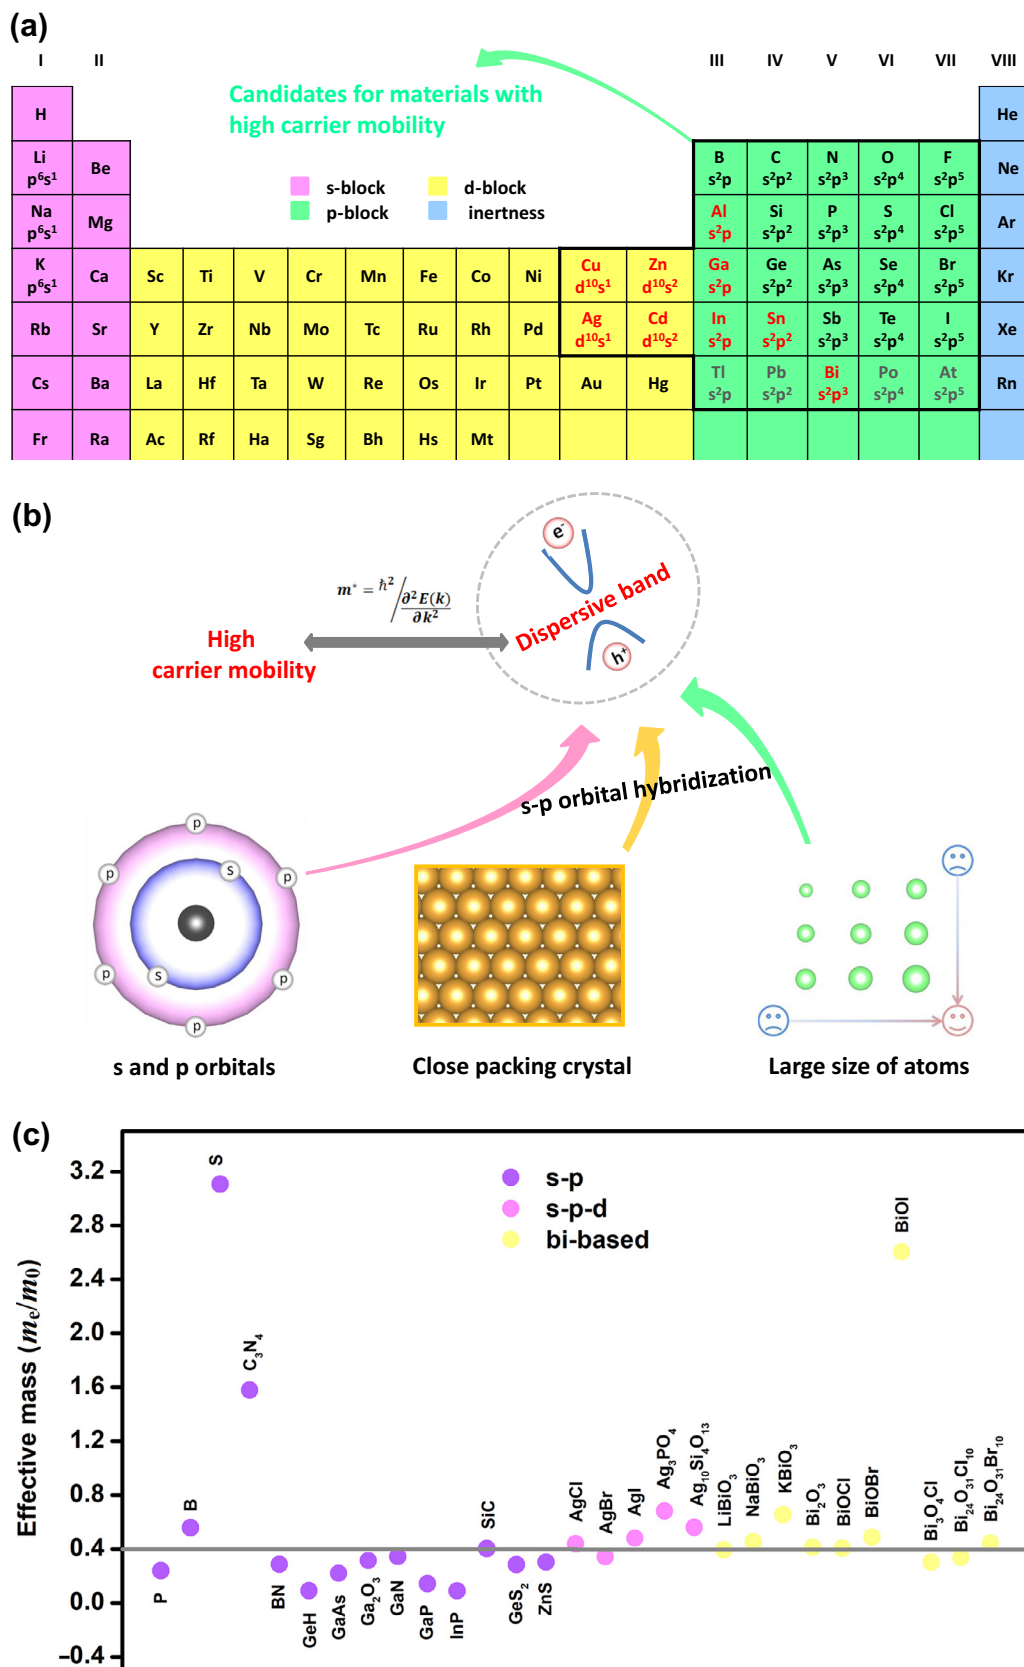 (a)
I II III IV V VI VII VIII
Candidates for materials with
high carrier mobility
H He
Li Be B C N O F Ne
p⁶s¹ s²p s²p² s²p³ s²p⁴ s²p⁵
s-block d-block
p-block inertness
Na Mg Al Si P S Cl Ar
p⁶s¹ s²p s²p² s²p³ s²p⁴ s²p⁵
K Ca Sc Ti V Cr Mn Fe Co Ni Cu Zn Ga Ge As Se Br Kr
p⁶s¹ d¹⁰s¹ d¹⁰s² s²p s²p² s²p³ s²p⁴ s²p⁵
Rb Sr Y Zr Nb Mo Tc Ru Rh Pd Ag Cd In Sn Sb Te I Xe
d¹⁰s¹ d¹⁰s² s²p s²p² s²p³ s²p⁴ s²p⁵
Cs Ba La Hf Ta W Re Os Ir Pt Au Hg Tl Pb Bi Po At Rn
s²p s²p² s²p³ s²p⁴ s²p⁵
Fr Ra Ac Rf Ha Sg Bh Hs Mt
(b)
e⁻
m* = ħ² / ∂²E(k)
∂k²
Dispersive band
High
carrier mobility
h⁺
s-p orbital hybridization
p
p s p
p s p
p
s and p orbitals Close packing crystal Large size of atoms
(c)
Effective mass (mₑ/m₀)
3.2
2.8
2.4
2.0
1.6
1.2
0.8
0.4
0.0
−0.4
s-p
s-p-d
bi-based
P
B
S
C₃N₄
BN
GeH
GaAs
Ga₂O₃
GaN
GaP
InP
SiC
GeS₂
ZnS
AgCl
AgBr
AgI
Ag₃PO₄
Ag₁₀Si₄O₁₃
LiBiO₃
NaBiO₃
KBiO₃
Bi₂O₃
BiOCl
BiOBr
BiOI
Bi₃O₄Cl
Bi₂₄O₃₁Cl₁₀
Bi₂₄O₃₁Br₁₀